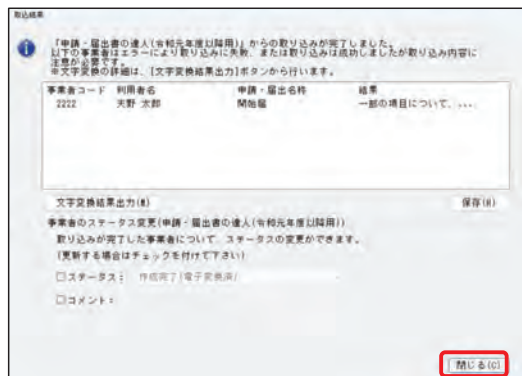 取込結果
「申請・届出書の達人(令和元年度以降用)」からの取り込みが完了しました。
以下の事業者はエラーにより取り込みに失敗、または取り込みは成功しましたが取り込み内容に
注意が必要です。
※文字変換の詳細は、[文字変換結果出力]ボタンから行います。
事業者コード 利用者名 申請・届出名称 結果
2222 天野 太郎 開始届 一部の項目について、...
文字変換結果出力(M) 保存(H)
事業者のステータス変更(申請・届出書の達人(令和元年度以降用))
取り込みが完了した事業者について、ステータスの変更ができます。
(更新する場合はチェックを付けて下さい)
ステータス: 作成完了(電子変換済)
コメント:
閉じる(C)